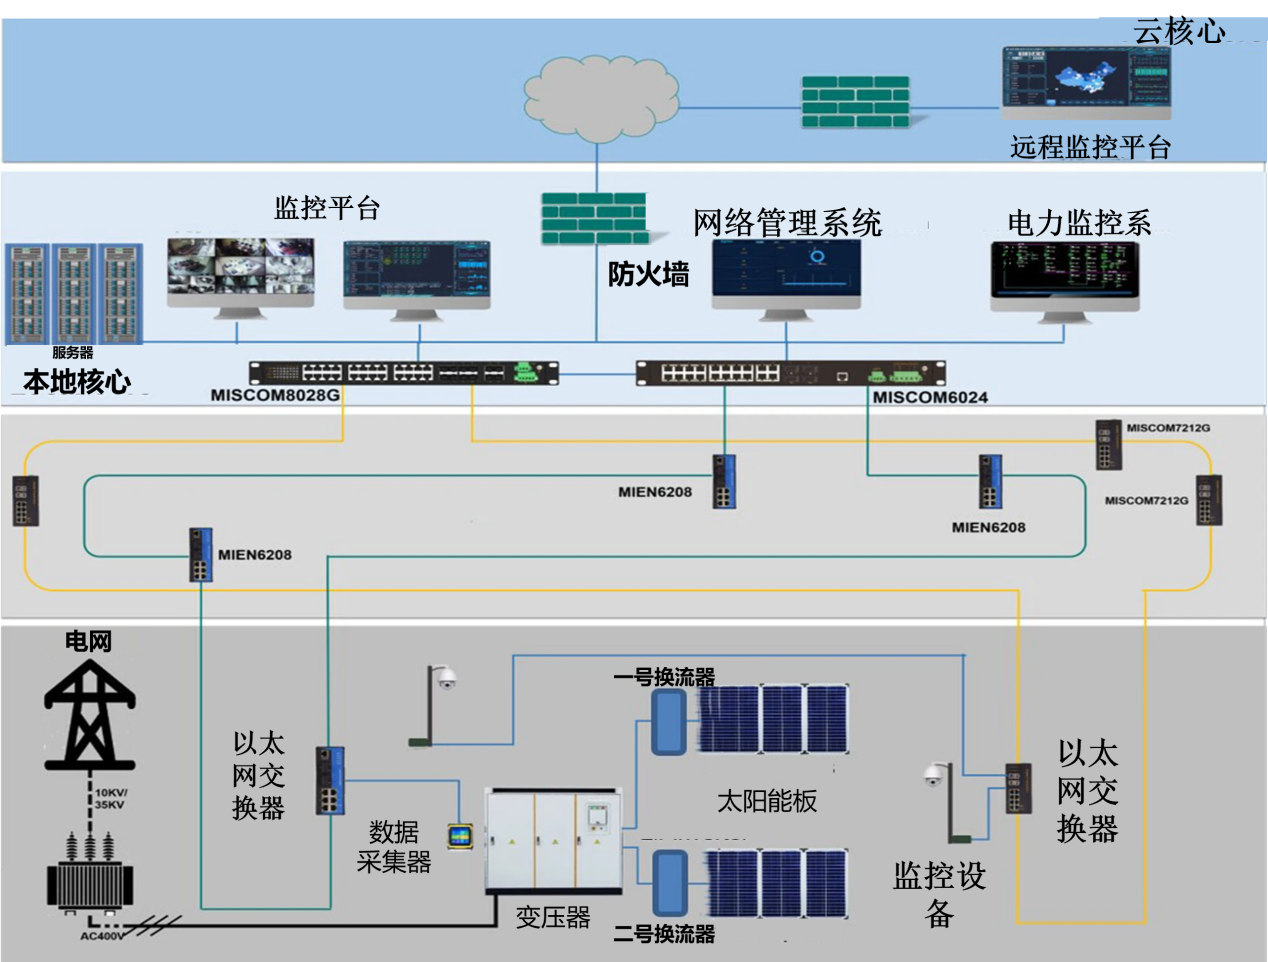 云核心
远程监控平台
监控平台
网络管理系统
电力监控系
防火墙
服务器
本地核心
MISCOM8028G
MISCOM6024
MISCOM7212G
MIEN6208
MISCOM7212G
MIEN6208
MIEN6208
电网
一号换流器
以太
网交
换器
以太
网交
换器
10KV/
35KV
太阳能板
数据
采集器
监控设
备
变压器
二号换流器
AC400V